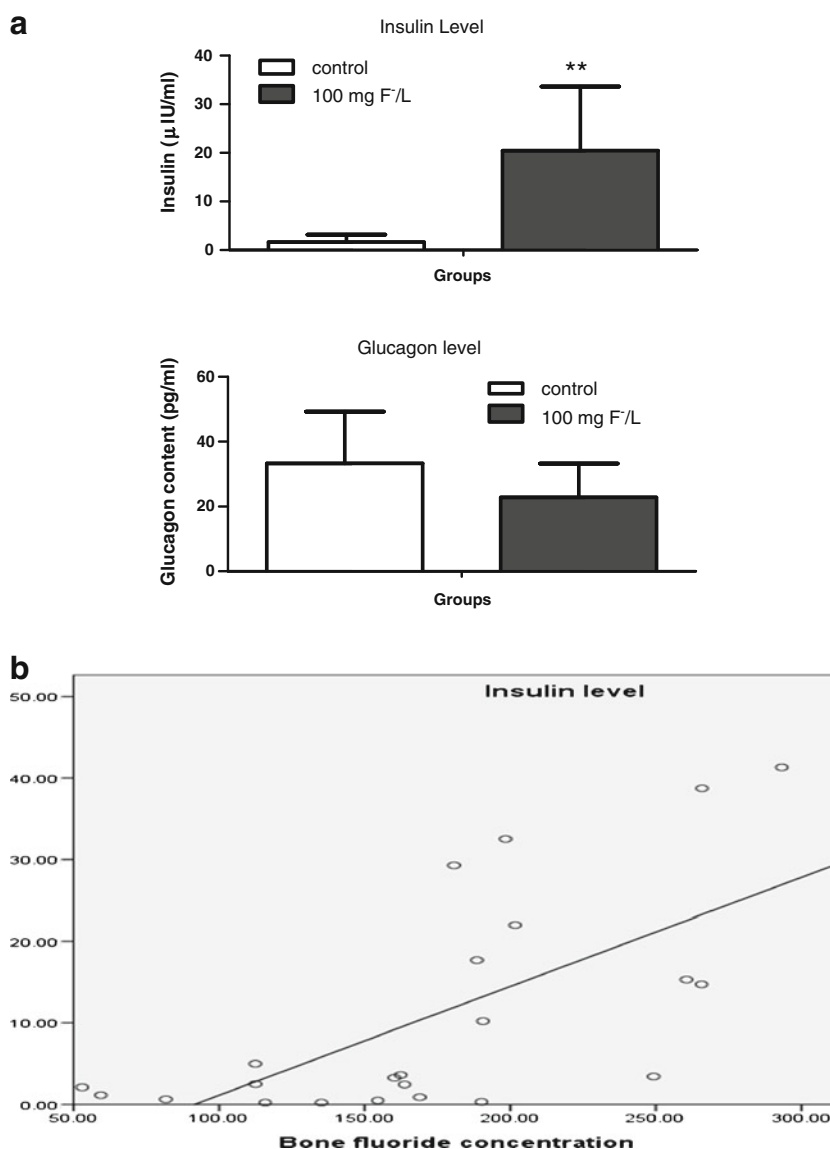 a
Insulin Level
40
30
20
10
0
Insulin (μ IU/ml)
control
100 mg F⁻/L
**
Groups
Glucagon level
60
40
20
0
Glucagon content (pg/ml)
control
100 mg F⁻/L
Groups
b
Insulin level
50.00
40.00
30.00
20.00
10.00
0.00
50.00 100.00 150.00 200.00 250.00 300.00
Bone fluoride concentration